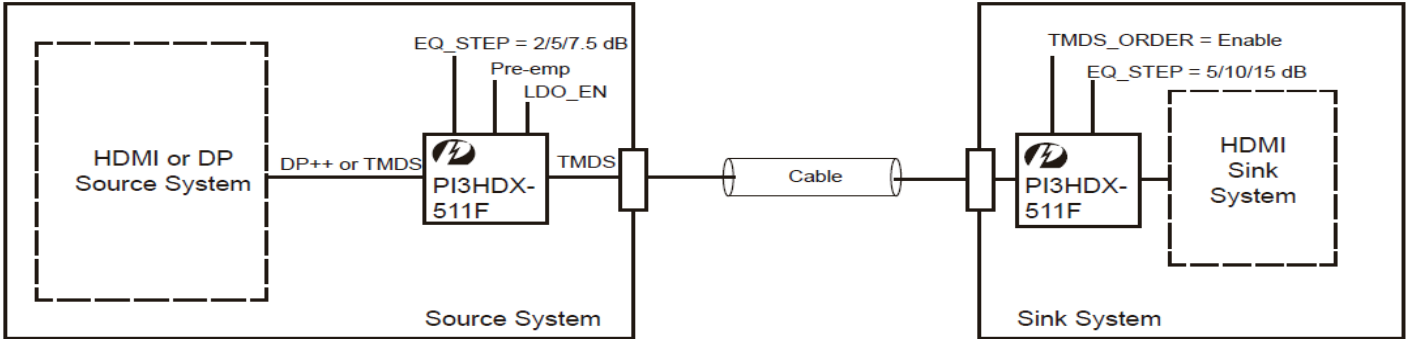 EQ_STEP = 2/5/7.5 dB
Pre-emp
LDO_EN
HDMI or DP
Source System
DP++ or TMDS
PI3HDX-
511F
TMDS
Source System
Cable
TMDS_ORDER = Enable
EQ_STEP = 5/10/15 dB
PI3HDX-
511F
HDMI
Sink
System
Sink System